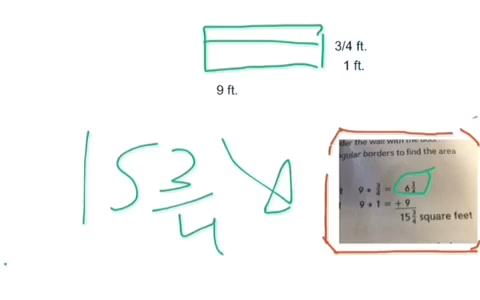 3/4 ft.
1 ft.
9 ft.
15 3/4
der the wall with the
gular borders to find the area
9 * 3/4 = 6 3/4
9 * 1 = + 9
15 3/4 square feet